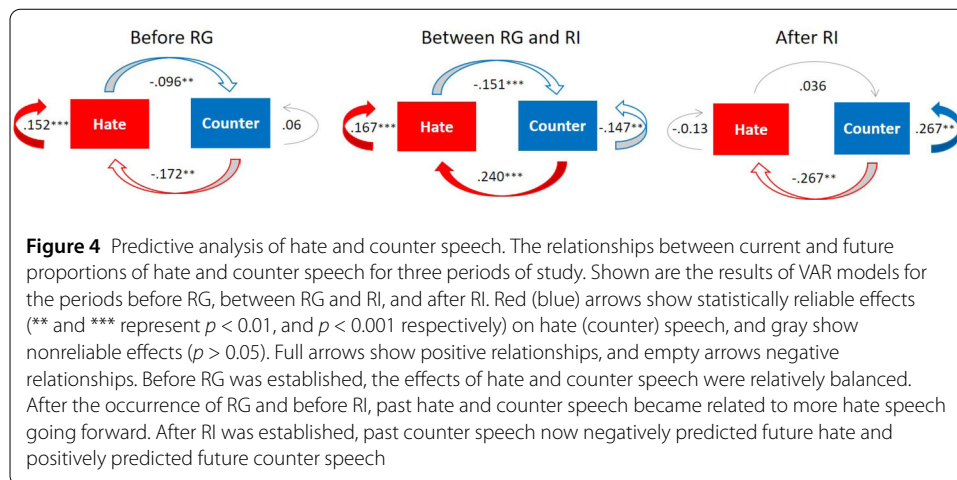 Before RG
Between RG and RI
After RI
-.096**
-.151***
.036
.152***
Hate
Counter
.06
.167***
Hate
Counter
-.147**
-0.13
Hate
Counter
.267**
-.172**
.240***
-.267**
Figure 4 Predictive analysis of hate and counter speech. The relationships between current and future
proportions of hate and counter speech for three periods of study. Shown are the results of VAR models for
the periods before RG, between RG and RI, and after RI. Red (blue) arrows show statistically reliable effects
(** and *** represent p < 0.01, and p < 0.001 respectively) on hate (counter) speech, and gray show
nonreliable effects (p > 0.05). Full arrows show positive relationships, and empty arrows negative
relationships. Before RG was established, the effects of hate and counter speech were relatively balanced.
After the occurrence of RG and before RI, past hate and counter speech became related to more hate speech
going forward. After RI was established, past counter speech now negatively predicted future hate and
positively predicted future counter speech